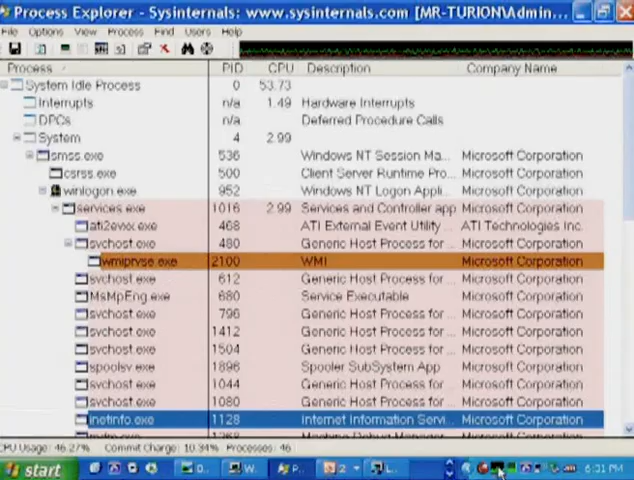 Process Explorer - Sysinternals: www.sysinternals.com [MR-TURION\Admin...
File Options View Process Find Users Help
Process PID CPU Description Company Name
System Idle Process 0 53.73
Interrupts n/a 1.49 Hardware Interrupts
DPCs n/a Deferred Procedure Calls
System 4 2.99
smss.exe 536 Windows NT Session Ma... Microsoft Corporation
csrss.exe 500 Client Server Runtime Pro... Microsoft Corporation
winlogon.exe 952 Windows NT Logon Appli... Microsoft Corporation
services.exe 1016 2.99 Services and Controller app Microsoft Corporation
ati2evxx.exe 468 ATI External Event Utility ... ATI Technologies Inc.
svchost.exe 480 Generic Host Process for ... Microsoft Corporation
wmiprvse.exe 2100 WMI Microsoft Corporation
svchost.exe 612 Generic Host Process for ... Microsoft Corporation
MsMpEng.exe 680 Service Executable Microsoft Corporation
svchost.exe 796 Generic Host Process for ... Microsoft Corporation
svchost.exe 1412 Generic Host Process for ... Microsoft Corporation
svchost.exe 1504 Generic Host Process for ... Microsoft Corporation
spoolsv.exe 1896 Spooler SubSystem App Microsoft Corporation
svchost.exe 1044 Generic Host Process for ... Microsoft Corporation
svchost.exe 1080 Generic Host Process for ... Microsoft Corporation
inetinfo.exe 1128 Internet Information Servi... Microsoft Corporation
CPU Usage: 46.27% Commit Charge: 10.34% Processes: 46
start D... W... P... 2 L... 6:31 PM